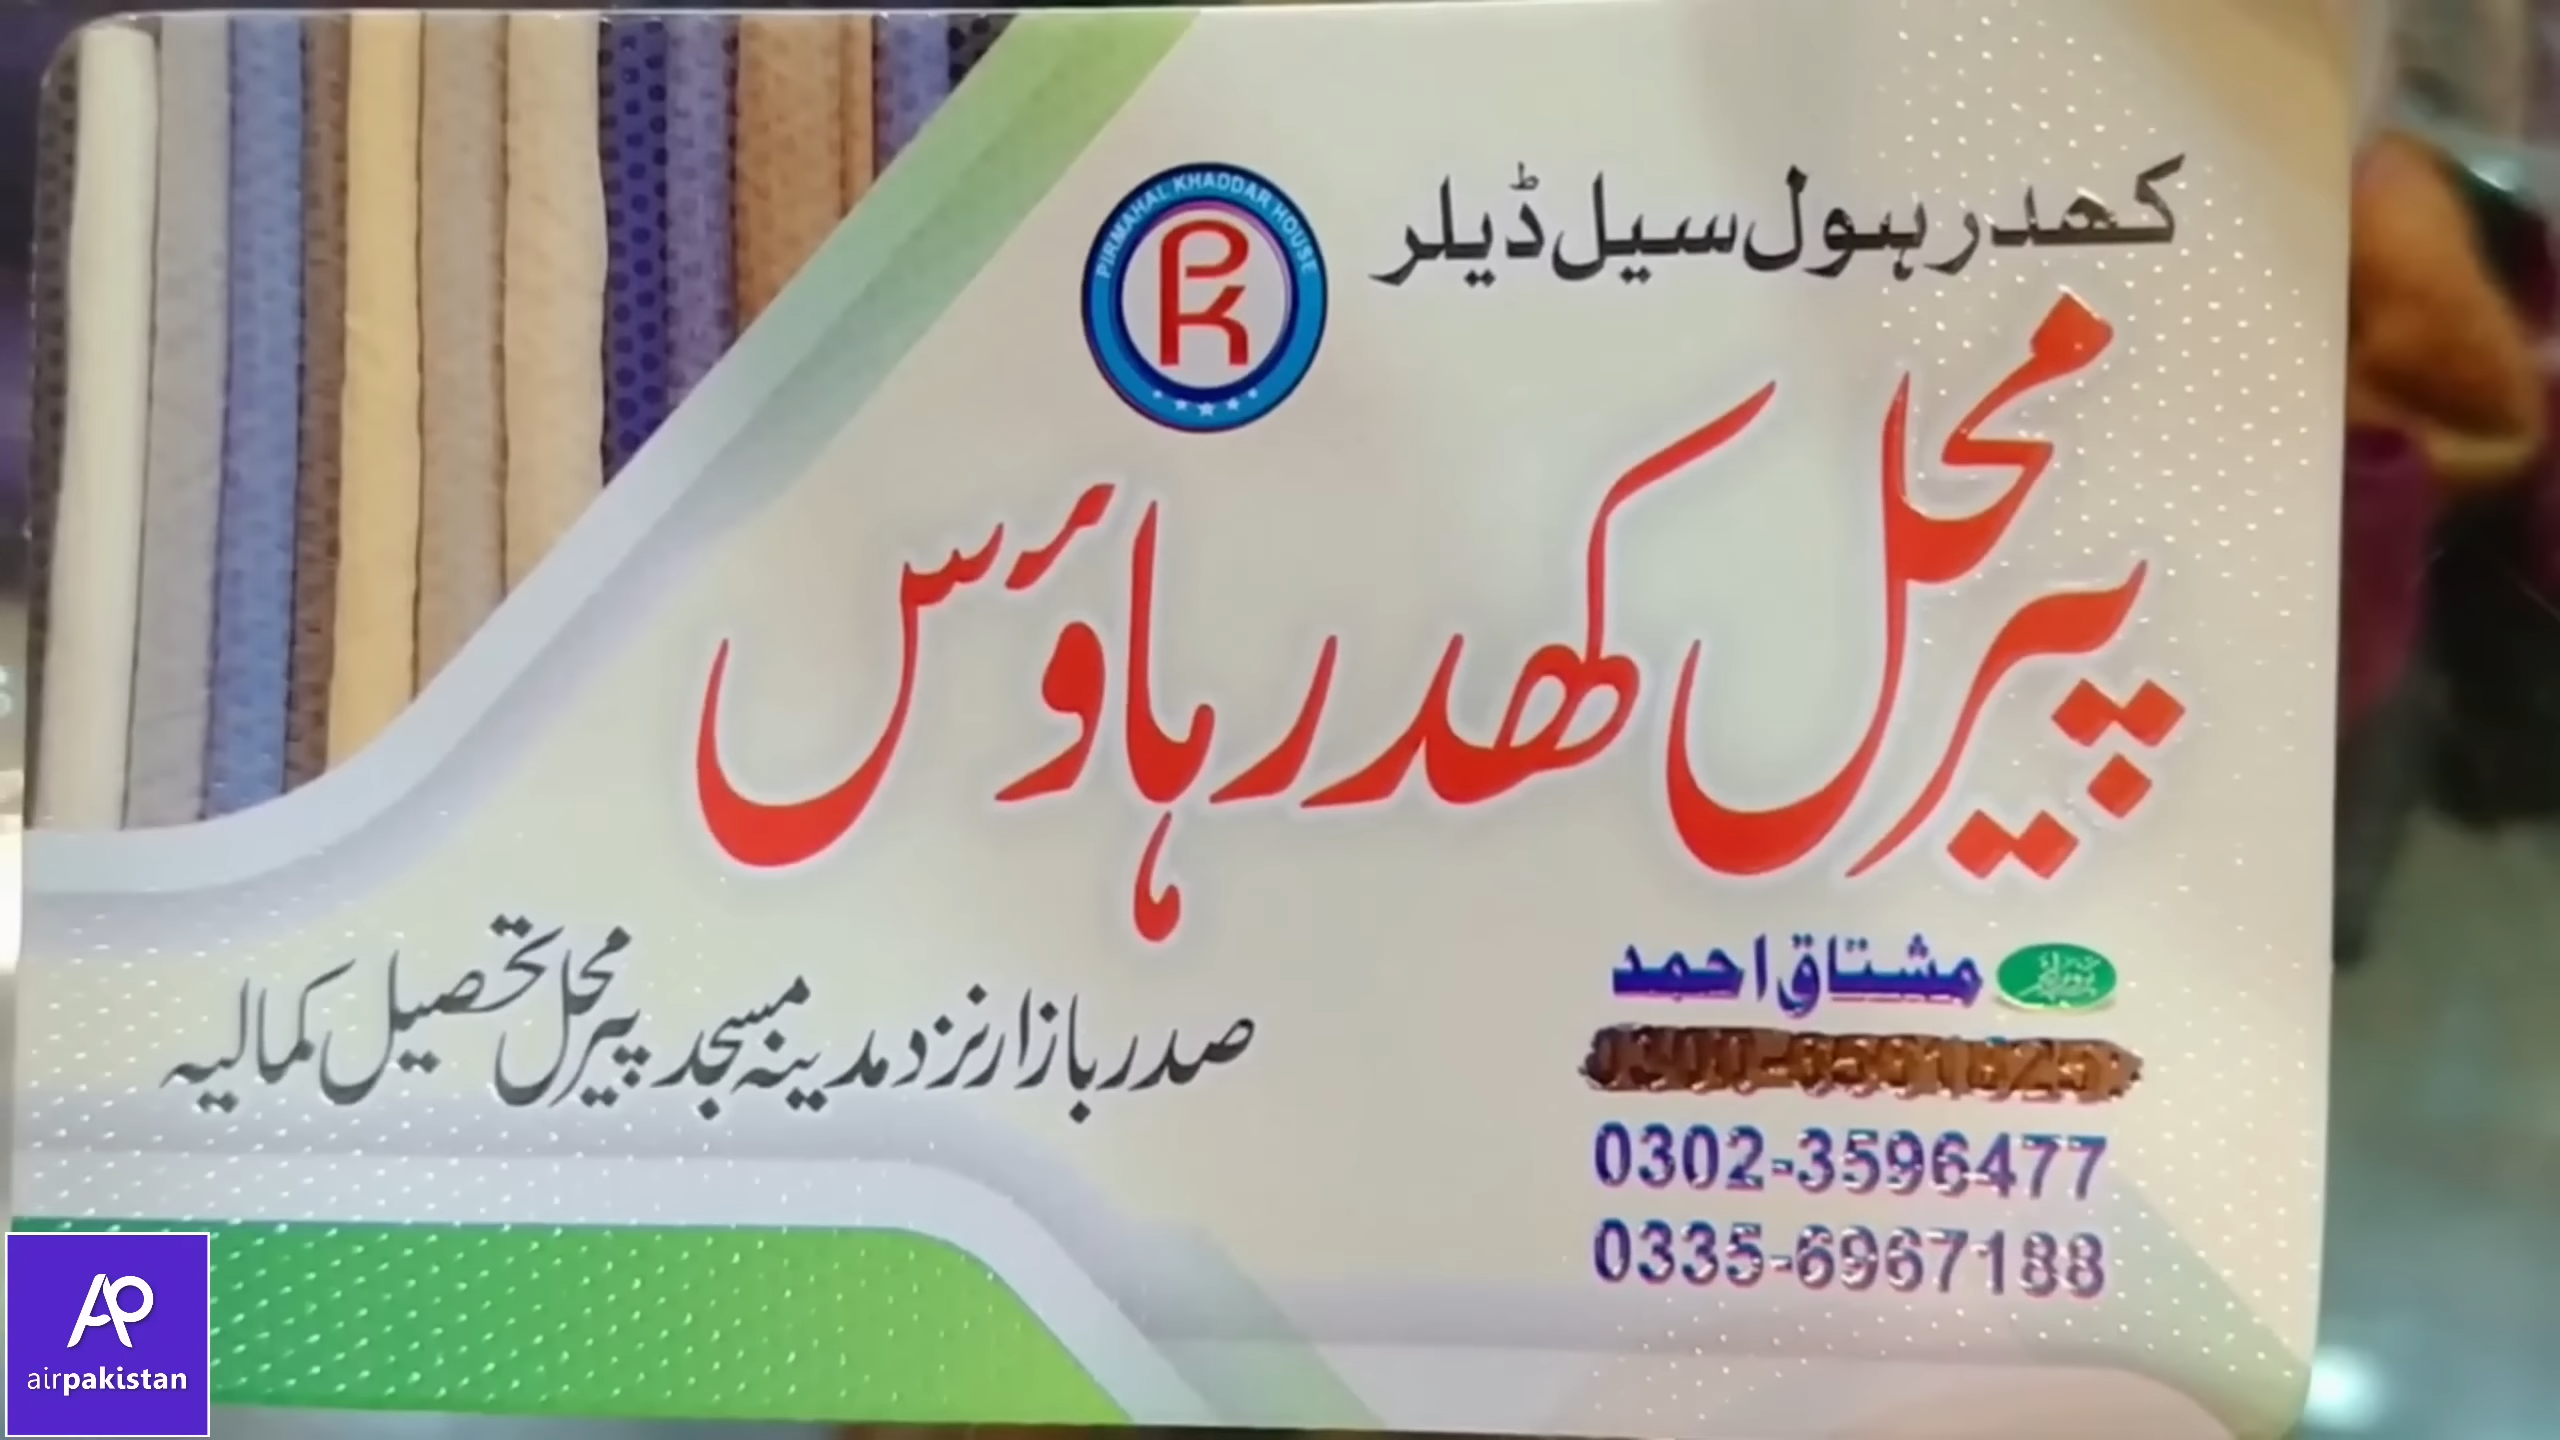 کھدر ہول سیل ڈیلر
PIRMAHAL KHADDAR HOUSE
PK
پیر محل کھدر ہاؤس
مشتاق احمد
0302-3596477
0335-6967188
صدر بازار نزد مدینہ مسجد پیر محل تحصیل کمالیہ
AP
airpakistan